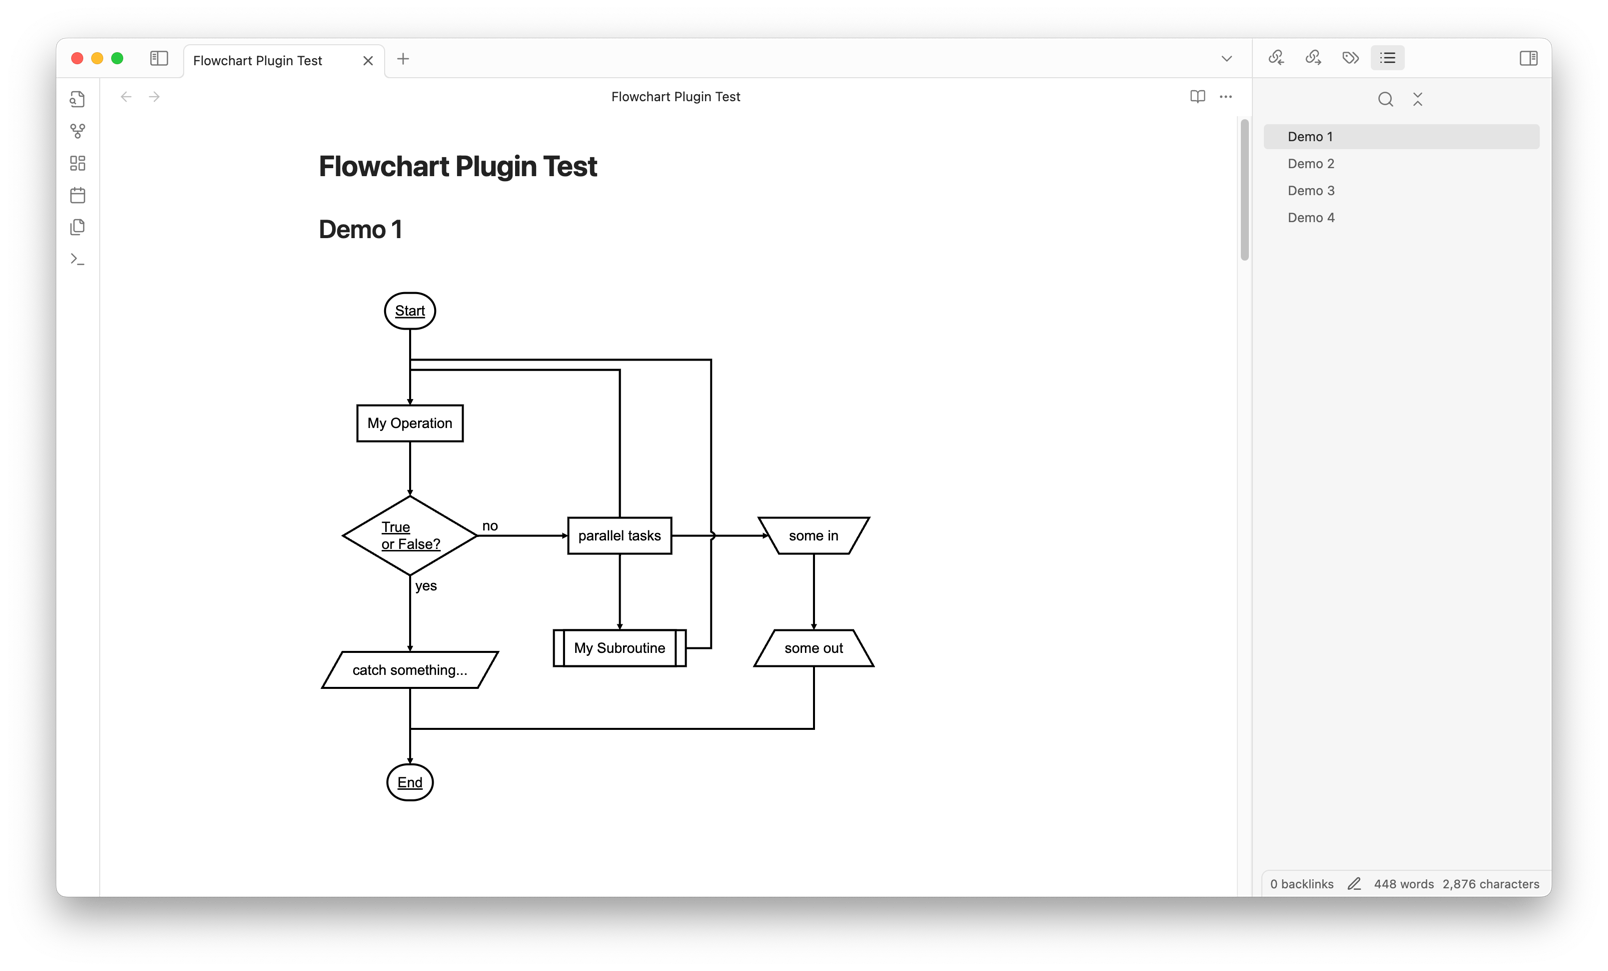 Flowchart Plugin Test
Flowchart Plugin Test
Flowchart Plugin Test
Demo 1
Start
My Operation
True
or False?
no
parallel tasks
some in
yes
My Subroutine
some out
catch something...
End
Demo 1
Demo 2
Demo 3
Demo 4
0 backlinks 448 words 2,876 characters